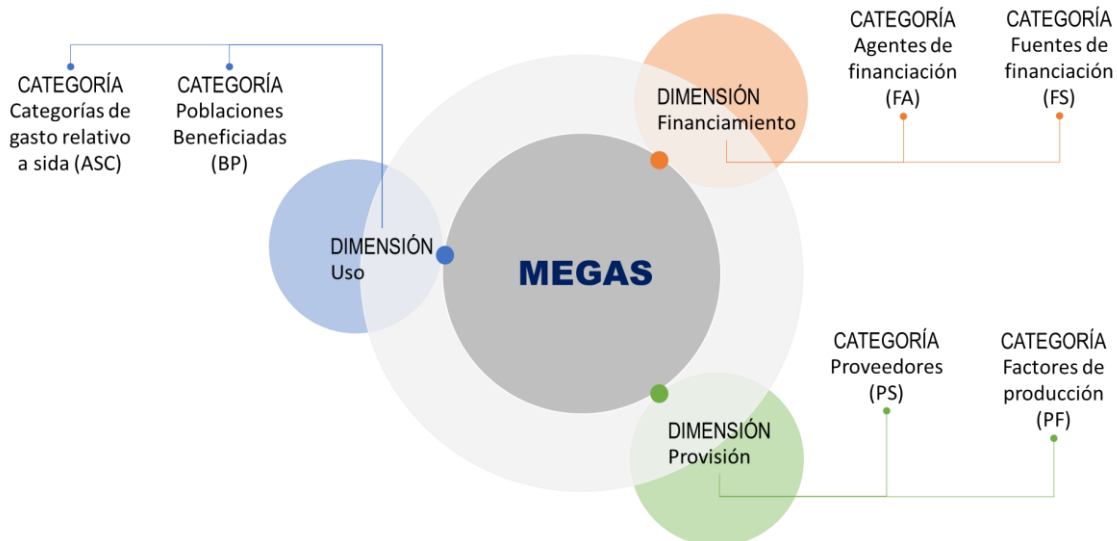 CATEGORÍA
Categorías de
gasto relativo
a sida (ASC)
CATEGORÍA
Poblaciones
Beneficiadas
(BP)
DIMENSIÓN
Uso
MEGAS
DIMENSIÓN
Financiamiento
CATEGORÍA
Agentes de
financiación
(FA)
CATEGORÍA
Fuentes de
financiación
(FS)
DIMENSIÓN
Provisión
CATEGORÍA
Proveedores
(PS)
CATEGORÍA
Factores de
producción
(PF)